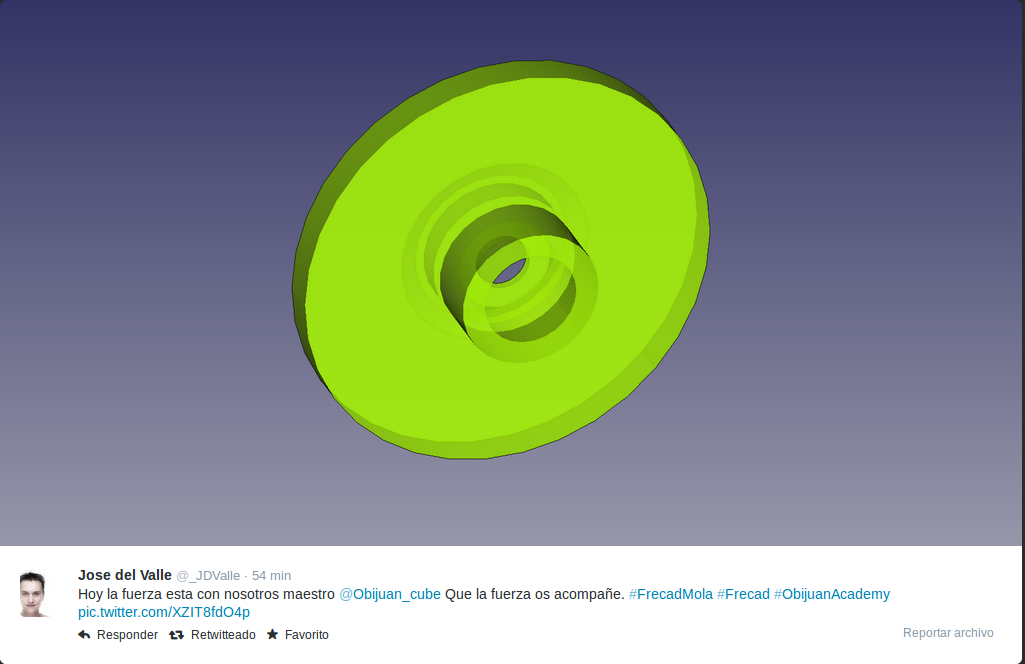 Jose del Valle @_JDValle · 54 min
Hoy la fuerza esta con nosotros maestro @Obijuan_cube Que la fuerza os acompañe. #FrecadMola #Frecad #ObijuanAcademy
pic.twitter.com/XZIT8fdO4p
Responder Retwitteado Favorito Reportar archivo